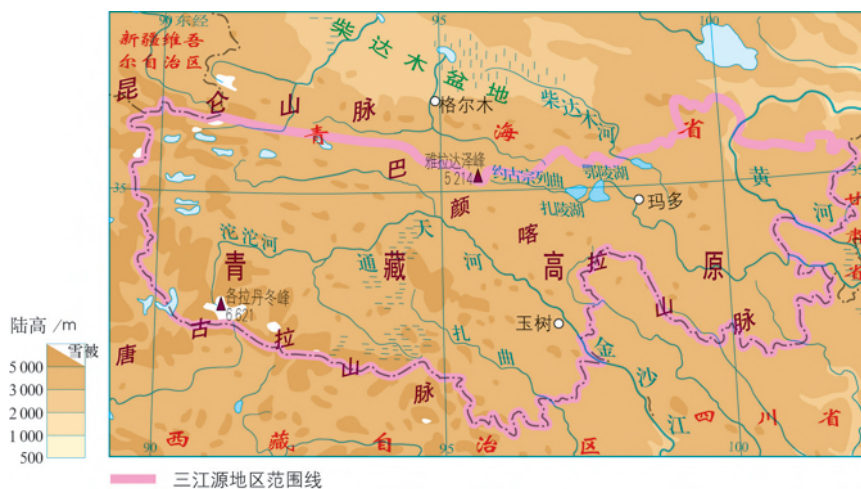 90 东经
95
100
新疆维吾
尔自治区
柴达木盆地
昆仑山脉
格尔木
柴达木河
青海省
雅拉达泽峰
5 214
约古宗列曲
鄂陵湖
扎陵湖
玛多
黄河
甘肃省
35
35
巴颜喀拉山脉
沱沱河
通天河
青藏高原
各拉丹冬峰
6 621
玉树
扎曲
金沙江
唐古拉山脉
四川省
西藏自治区
90
95
100
陆高 /m
雪被
5 000
3 000
2 000
1 000
500
三江源地区范围线